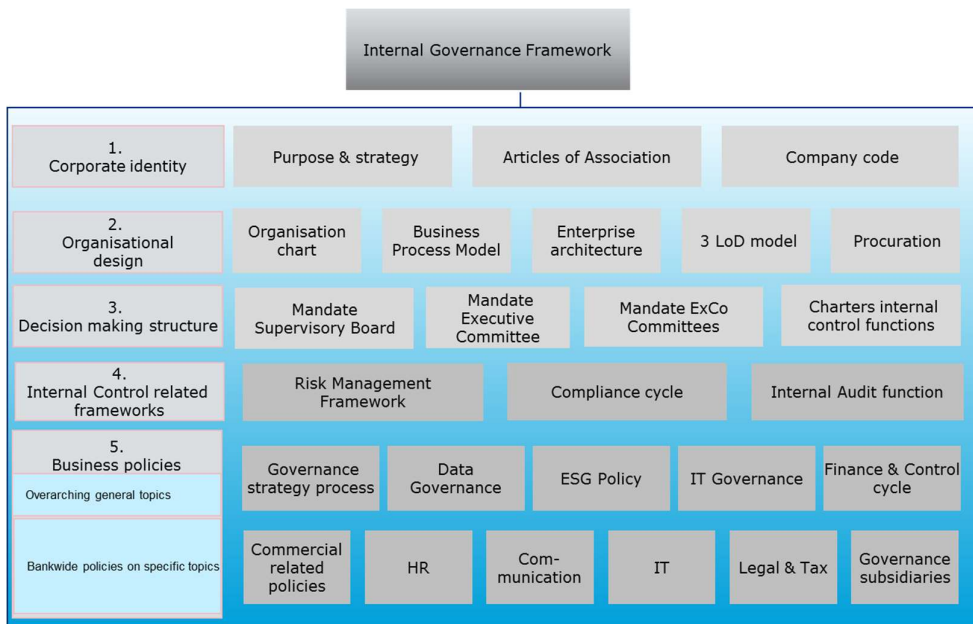 Internal Governance Framework
1.
Corporate identity
Purpose & strategy
Articles of Association
Company code
2.
Organisational
design
Organisation
chart
Business
Process Model
Enterprise
architecture
3 LoD model
Procuration
3.
Decision making structure
Mandate
Supervisory Board
Mandate
Executive
Committee
Mandate ExCo
Committees
Charters internal
control functions
4.
Internal Control related
frameworks
Risk Management
Framework
Compliance cycle
Internal Audit function
5.
Business policies
Overarching general topics
Governance
strategy process
Data
Governance
ESG Policy
IT Governance
Finance & Control
cycle
Bankwide policies on specific topics
Commercial
related
policies
HR
Com-
munication
IT
Legal & Tax
Governance
subsidiaries